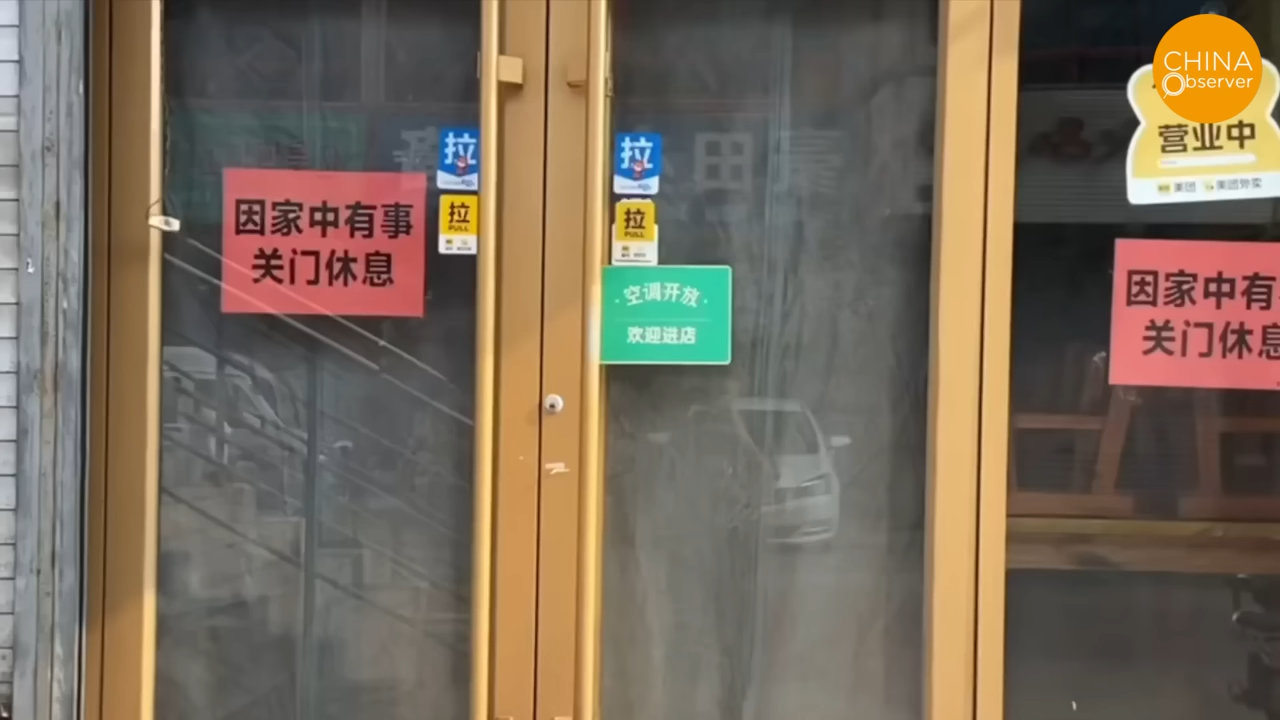 CHINA
Observer
营业中
美团 美团外卖
拉
拉
PULL
拉
拉
PULL
因家中有事
关门休息
·空调开放·
欢迎进店
因家中有
关门休息